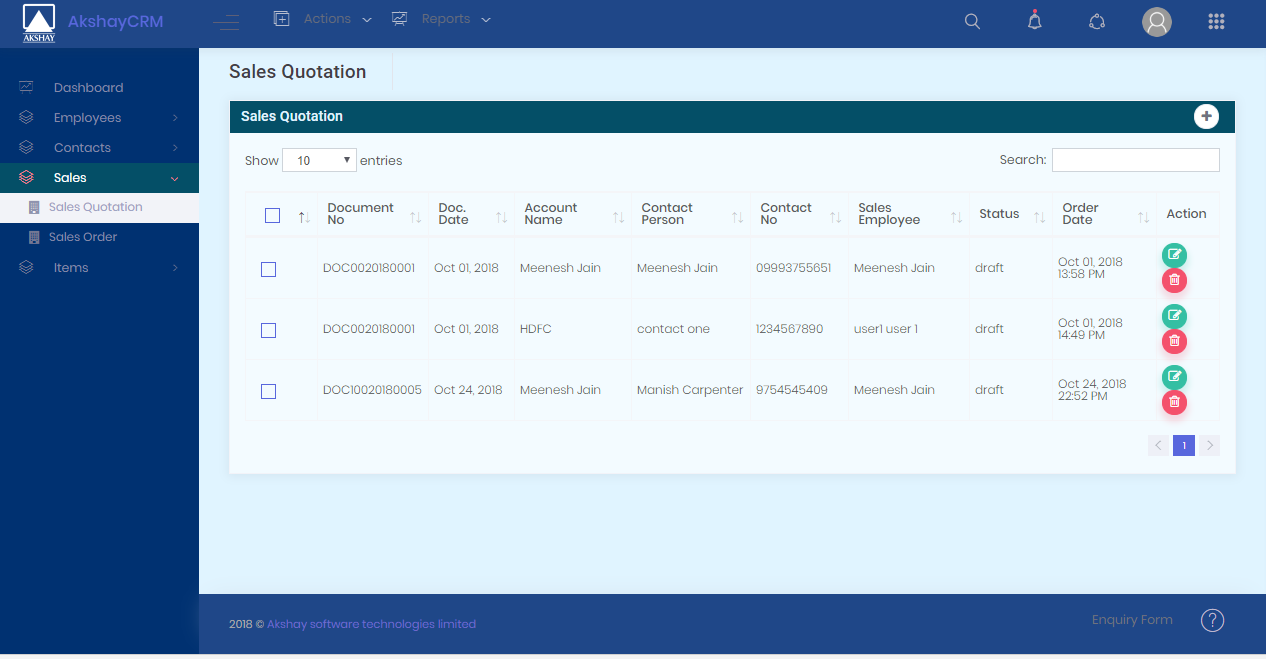 AKSHAY
AkshayCRM
Actions
Reports
Dashboard
Employees
Contacts
Sales
Sales Quotation
Sales Order
Items
Sales Quotation
Sales Quotation
Show 10 entries
Search:
Document No
Doc. Date
Account Name
Contact Person
Contact No
Sales Employee
Status
Order Date
Action
DOC0020180001 Oct 01, 2018 Meenesh Jain Meenesh Jain 09993755651 Meenesh Jain draft Oct 01, 2018 13:58 PM
DOC0020180001 Oct 01, 2018 HDFC contact one 1234567890 user1 user 1 draft Oct 01, 2018 14:49 PM
DOC10020180005 Oct 24, 2018 Meenesh Jain Manish Carpenter 9754545409 Meenesh Jain draft Oct 24, 2018 22:52 PM
1
2018 © Akshay software technologies limited
Enquiry Form